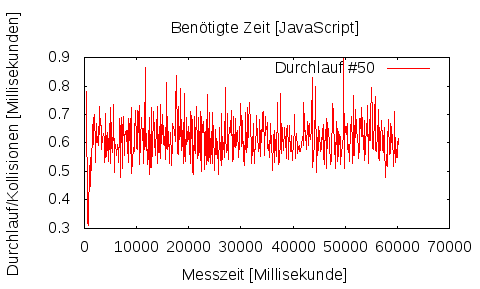 Benötigte Zeit [JavaScript]
Durchlauf/Kollisionen [Millisekunden]
0.9
0.8
0.7
0.6
0.5
0.4
0.3
Durchlauf #50
0 10000 20000 30000 40000 50000 60000 70000
Messzeit [Millisekunde]